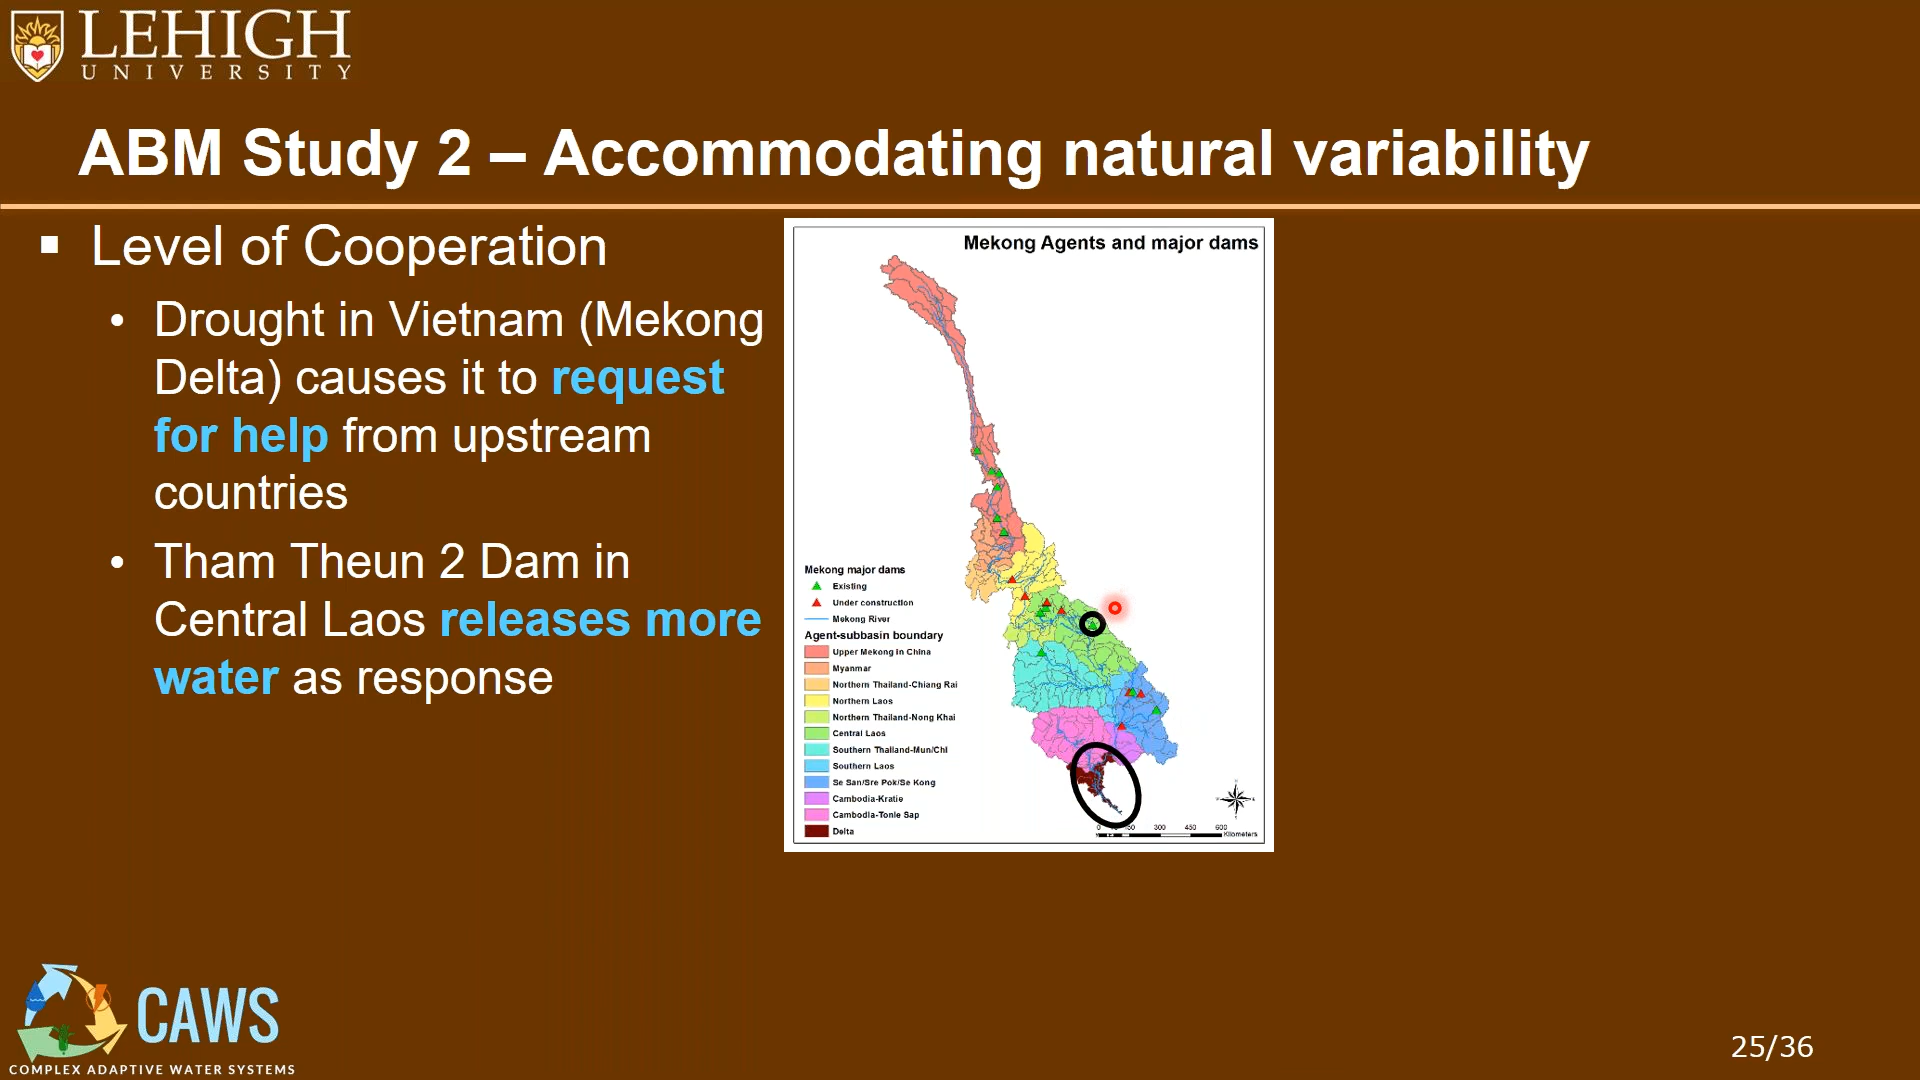 LEHIGH
UNIVERSITY
ABM Study 2 – Accommodating natural variability
Level of Cooperation
Drought in Vietnam (Mekong
Delta) causes it to request
for help from upstream
countries
Tham Theun 2 Dam in
Central Laos releases more
water as response
Mekong Agents and major dams
Mekong major dams
Existing
Under construction
Mekong River
Agent-subbasin boundary
Upper Mekong in China
Myanmar
Northern Thailand-Chiang Rai
Northern Laos
Northern Thailand-Nong Khai
Central Laos
Southern Thailand-Mun/Chi
Southern Laos
Se San/Sre Pok/Se Kong
Cambodia-Kratie
Cambodia-Tonle Sap
Delta
0 300 450 600
Kilometers
CAWS
COMPLEX ADAPTIVE WATER SYSTEMS
25/36